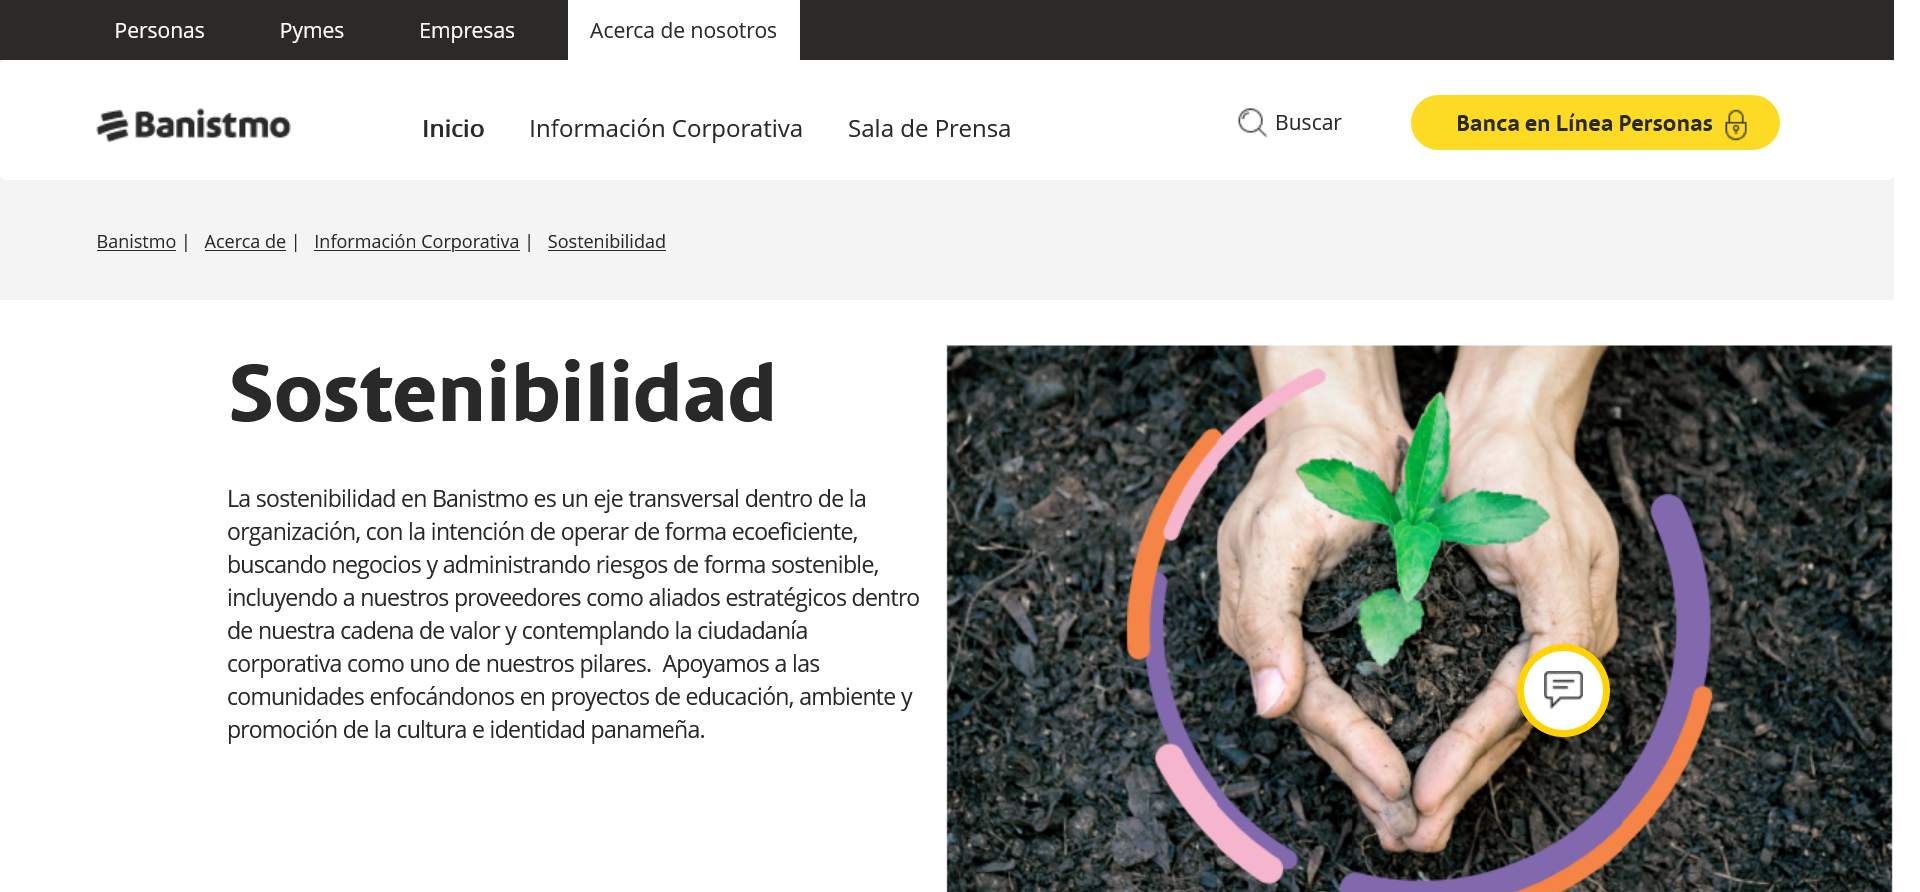 Personas Pymes Empresas Acerca de nosotros
Banistmo Inicio Información Corporativa Sala de Prensa Buscar Banca en Línea Personas
Banistmo | Acerca de | Información Corporativa | Sostenibilidad
Sostenibilidad
La sostenibilidad en Banistmo es un eje transversal dentro de la
organización, con la intención de operar de forma ecoeficiente,
buscando negocios y administrando riesgos de forma sostenible,
incluyendo a nuestros proveedores como aliados estratégicos dentro
de nuestra cadena de valor y contemplando la ciudadanía
corporativa como uno de nuestros pilares.  Apoyamos a las
comunidades enfocándonos en proyectos de educación, ambiente y
promoción de la cultura e identidad panameña.